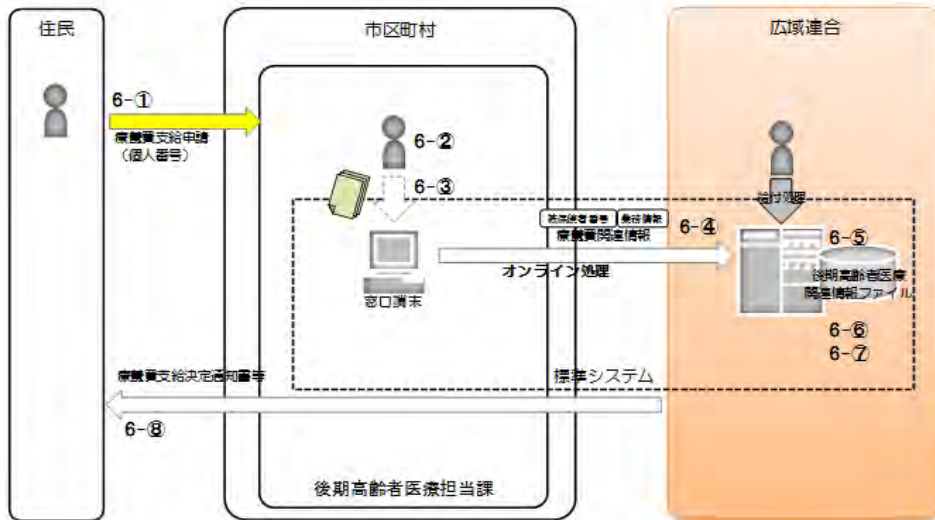 住民
市区町村
広域連合
6-①
療養費支給申請
（個人番号）
6-②
6-③
給付処理
被保険者番号
業務情報
療養費関連情報
6-④
オンライン処理
窓口端末
6-⑤
後期高齢者医療
関連情報ファイル
6-⑥
6-⑦
療養費支給決定通知書等
標準システム
6-⑧
後期高齢者医療担当課